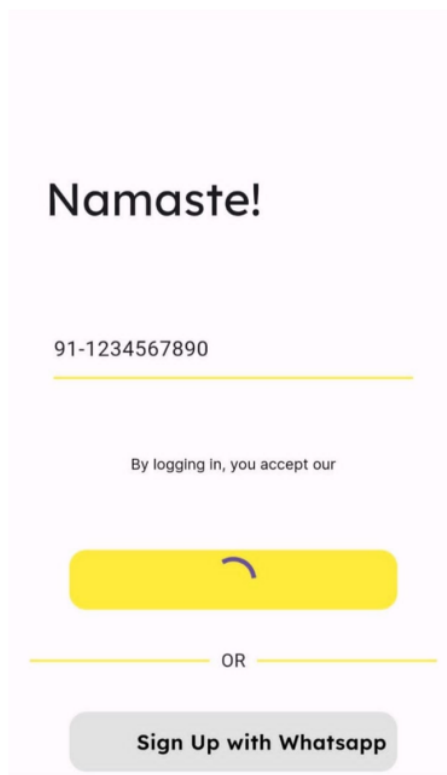 Namaste!
91-1234567890
By logging in, you accept our
OR
Sign Up with Whatsapp